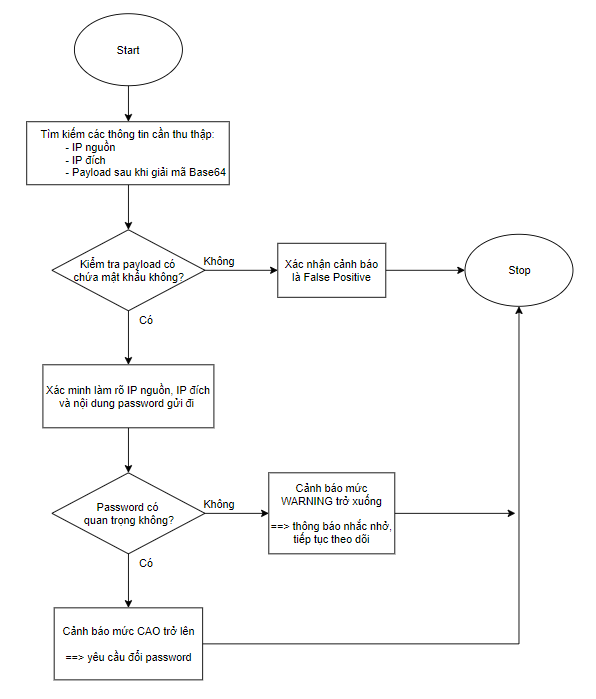 Start
Tìm kiếm các thông tin cần thu thập:
- IP nguồn
- IP đích
- Payload sau khi giải mã Base64
Kiểm tra payload có
chứa mật khẩu không?
Không
Xác nhận cảnh báo
là False Positive
Stop
Có
Xác minh làm rõ IP nguồn, IP đích
và nội dung password gửi đi
Password có
quan trọng không?
Không
Cảnh báo mức
WARNING trở xuống
==> thông báo nhắc nhở,
tiếp tục theo dõi
Có
Cảnh báo mức CAO trở lên
==> yêu cầu đổi password